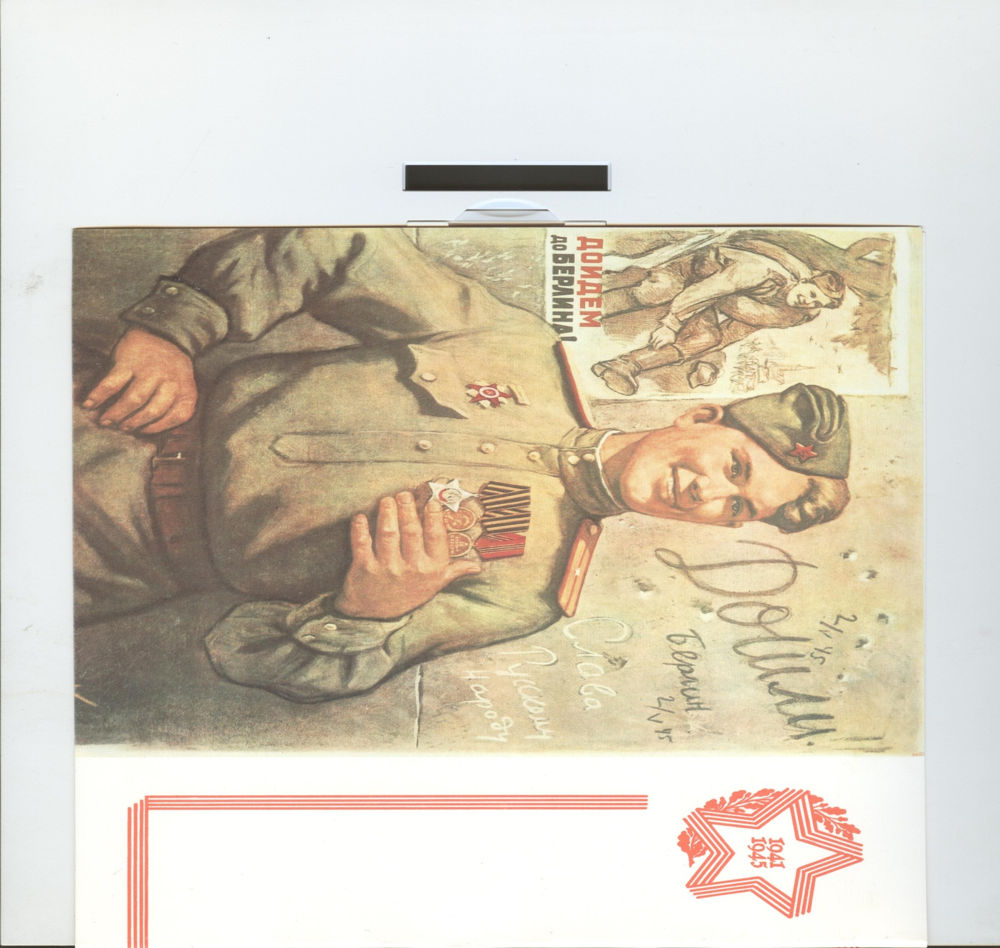 ДОЙДЕМ
ДО БЕРЛИНА!
2/V 45
Дошли!
Берлин
2/V 45
Слава
Русскому
Народу
1941
1945